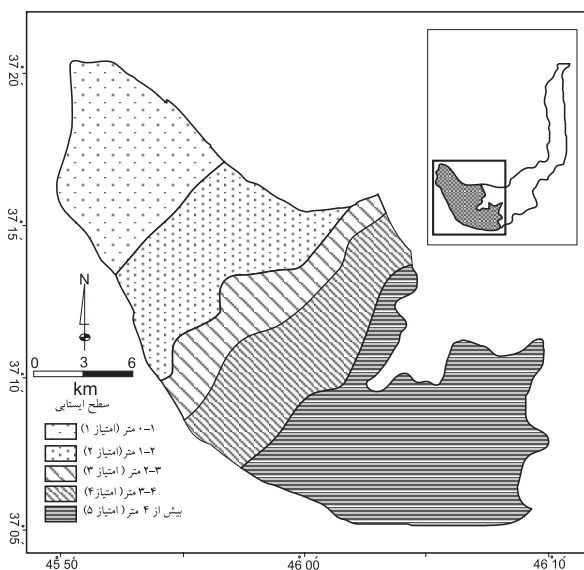 37 20
37 15
37 10
37 05
N
0 3 6
km
سطح ایستابی
۰-۱ متر (امتیاز ۱)
۱-۲ متر (امتیاز ۲)
۲-۳ متر ( امتیاز ۳)
۳-۴ متر( امتیاز۴)
بیش از ۴ متر ( امتیاز ۵)
45 50
46 00
46 10